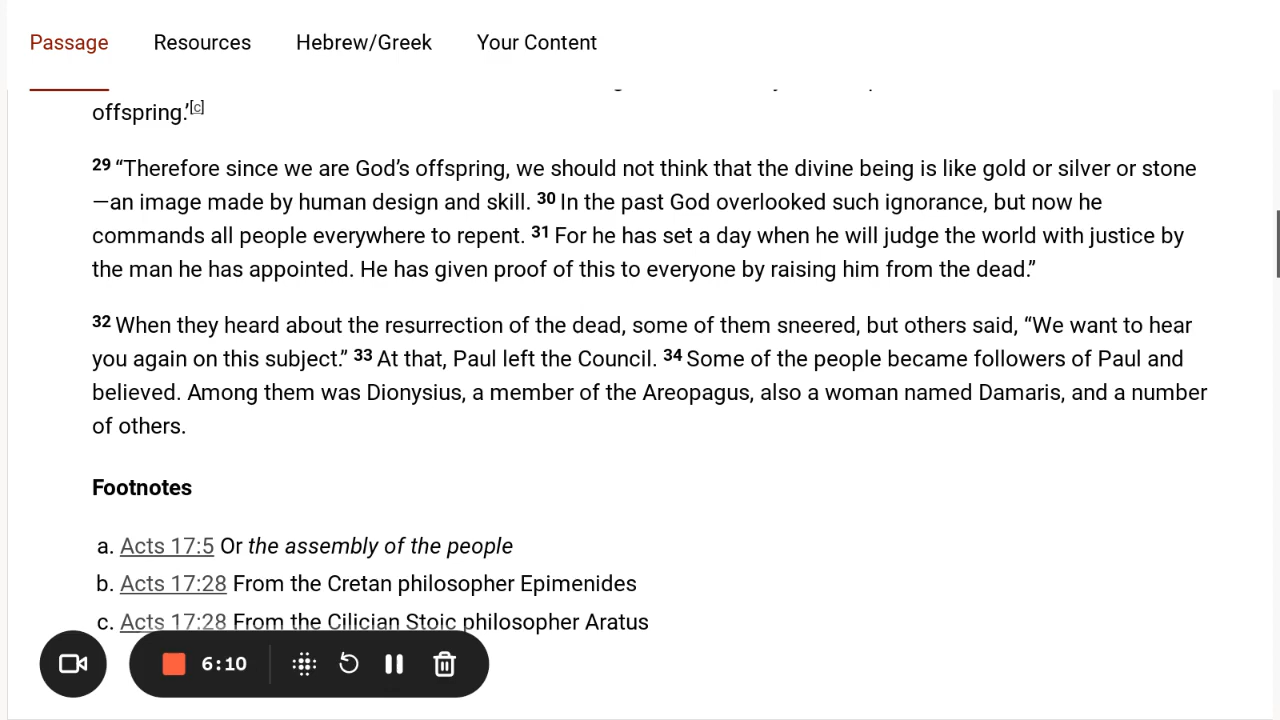 Passage Resources Hebrew/Greek Your Content
offspring.’[c]
29 “Therefore since we are God’s offspring, we should not think that the divine being is like gold or silver or stone
—an image made by human design and skill. 30 In the past God overlooked such ignorance, but now he
commands all people everywhere to repent. 31 For he has set a day when he will judge the world with justice by
the man he has appointed. He has given proof of this to everyone by raising him from the dead.”
32 When they heard about the resurrection of the dead, some of them sneered, but others said, “We want to hear
you again on this subject.” 33 At that, Paul left the Council. 34 Some of the people became followers of Paul and
believed. Among them was Dionysius, a member of the Areopagus, also a woman named Damaris, and a number
of others.
Footnotes
a. Acts 17:5 Or the assembly of the people
b. Acts 17:28 From the Cretan philosopher Epimenides
c. Acts 17:28 From the Cilician Stoic philosopher Aratus
6:10